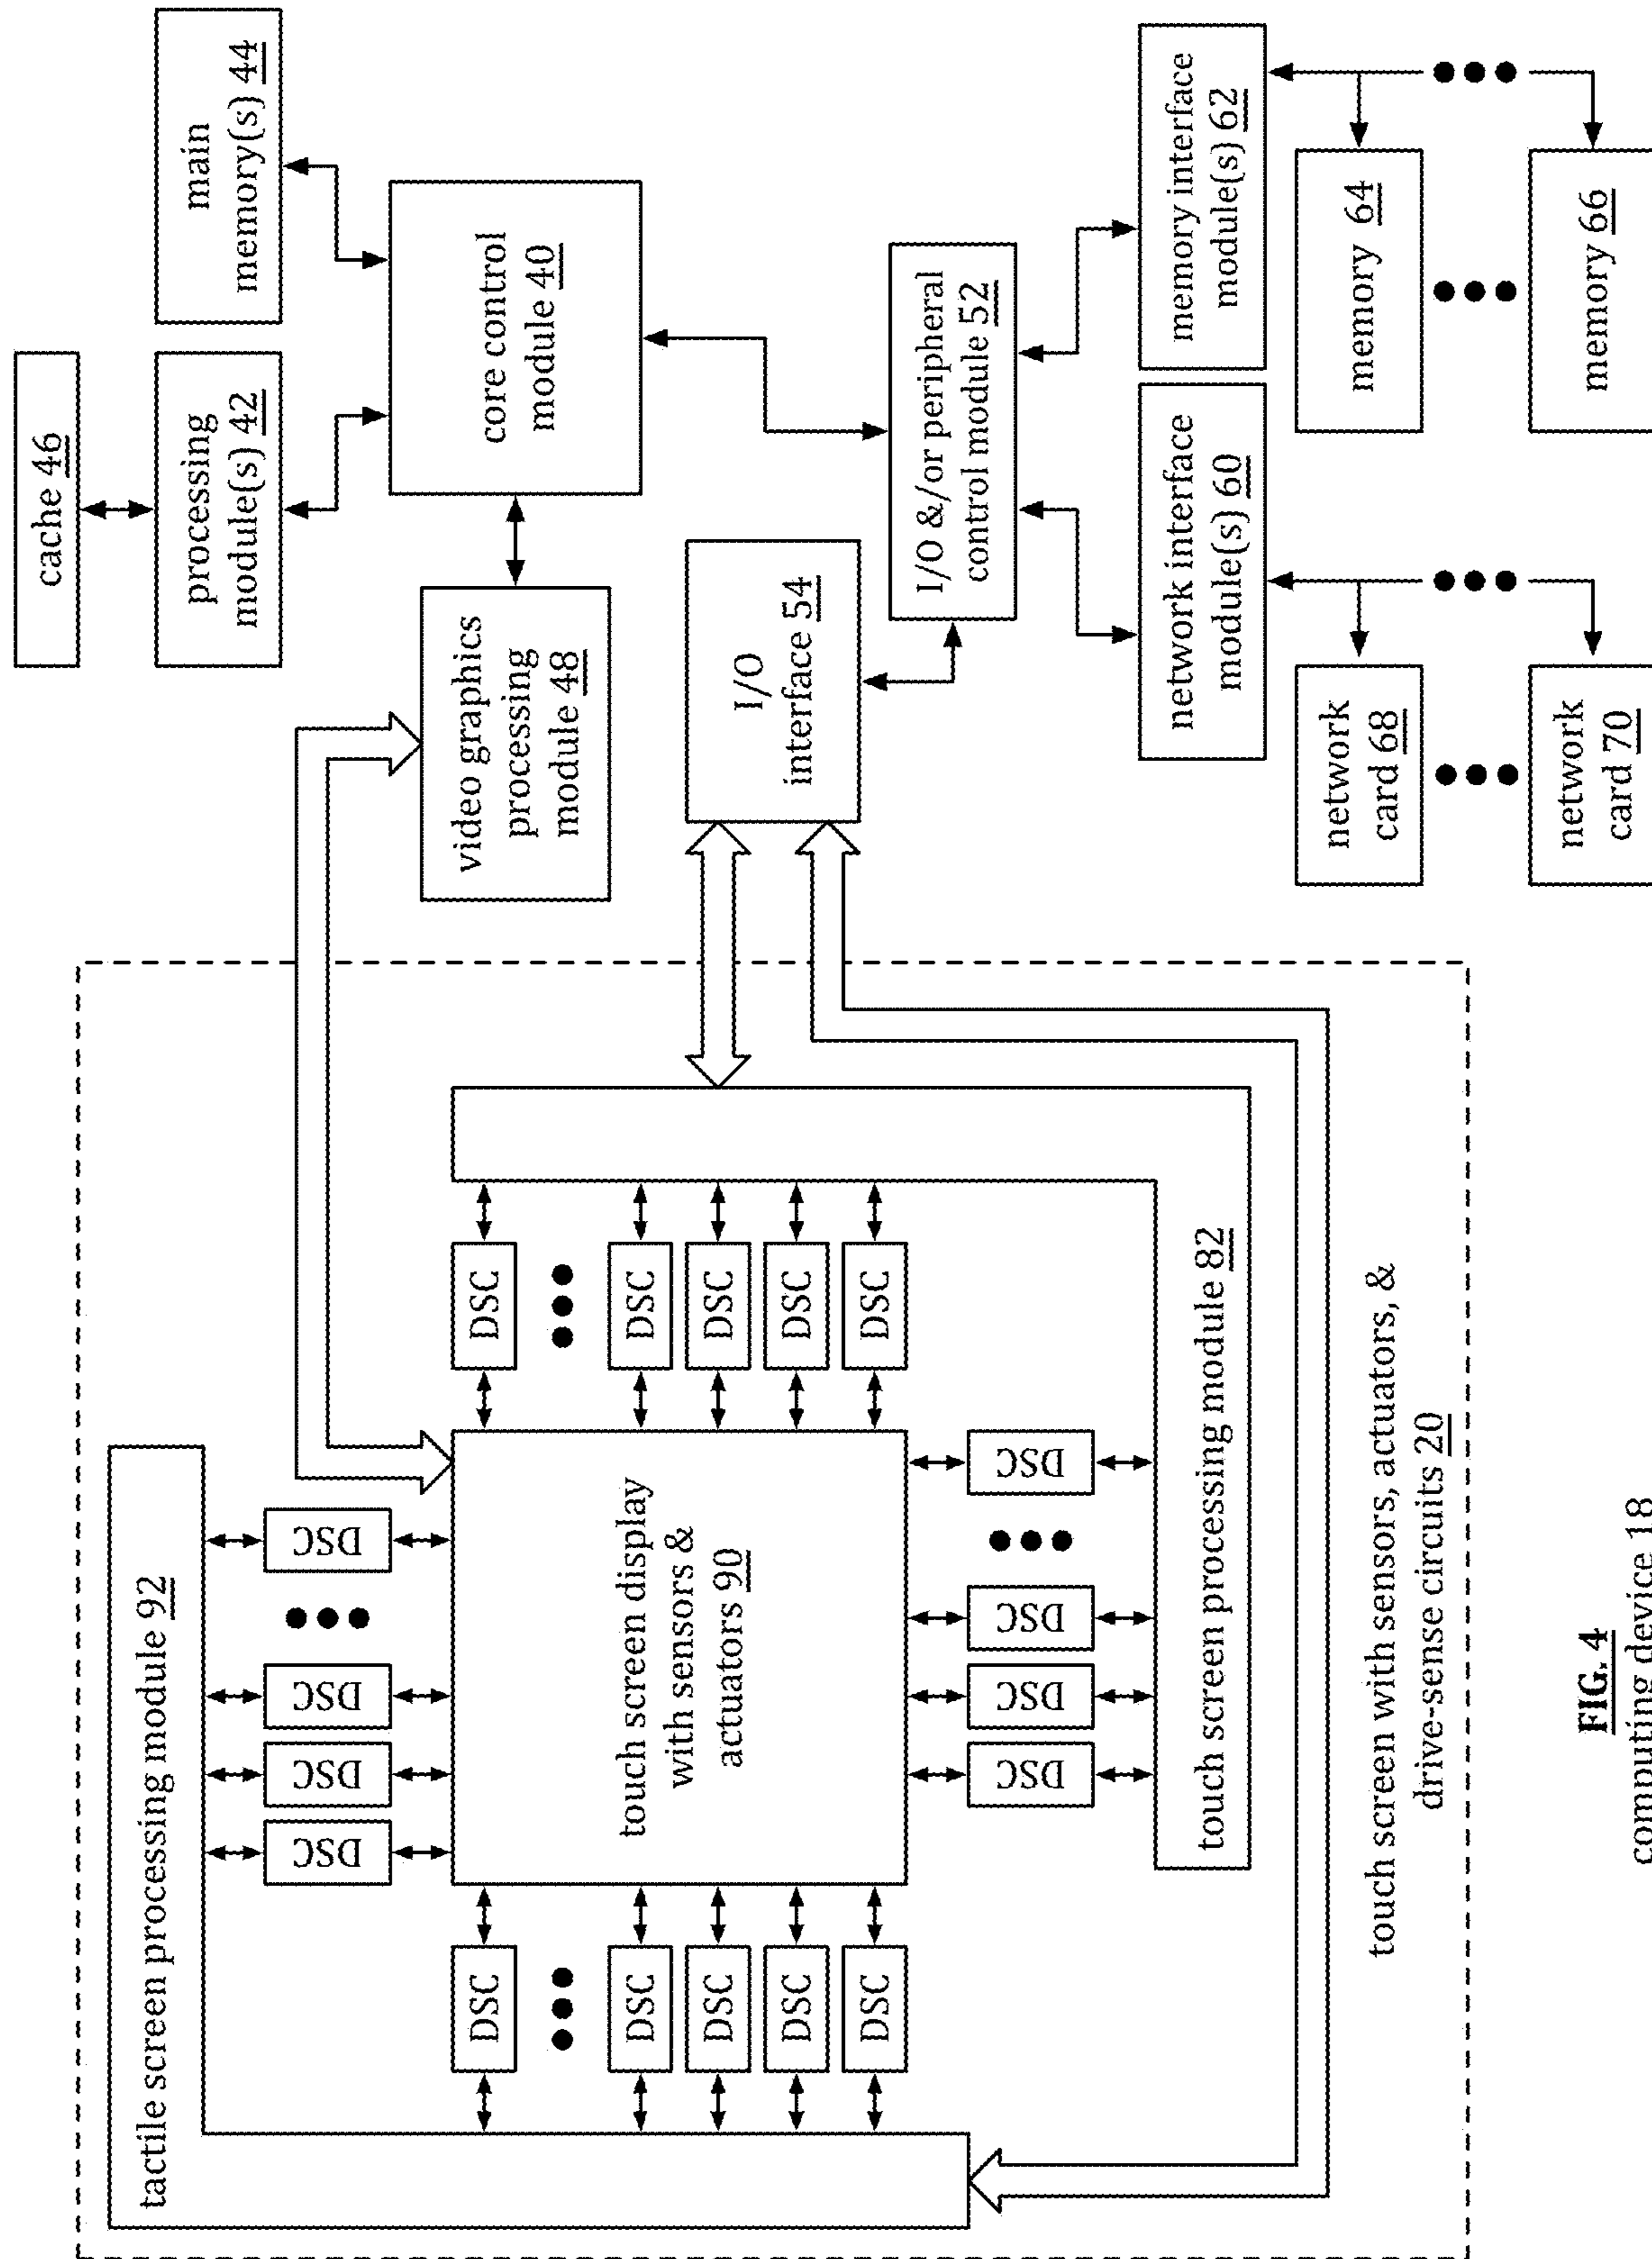 cache 46
tactile screen processing module 92
processing
module(s) 42
main
memory(s) 44
DSC
DSC
DSC
DSC
video graphics
processing
module 48
core control
module 40
DSC
DSC
DSC
DSC
DSC
touch screen display
with sensors &
actuators 90
DSC
DSC
DSC
DSC
DSC
I/O
interface 54
I/O &/or peripheral
control module 52
DSC
DSC
DSC
DSC
touch screen processing module 82
network interface
module(s) 60
memory interface
module(s) 62
touch screen with sensors, actuators, &
drive-sense circuits 20
network
card 68
memory 64
network
card 70
memory 66
FIG. 4
computing device 18